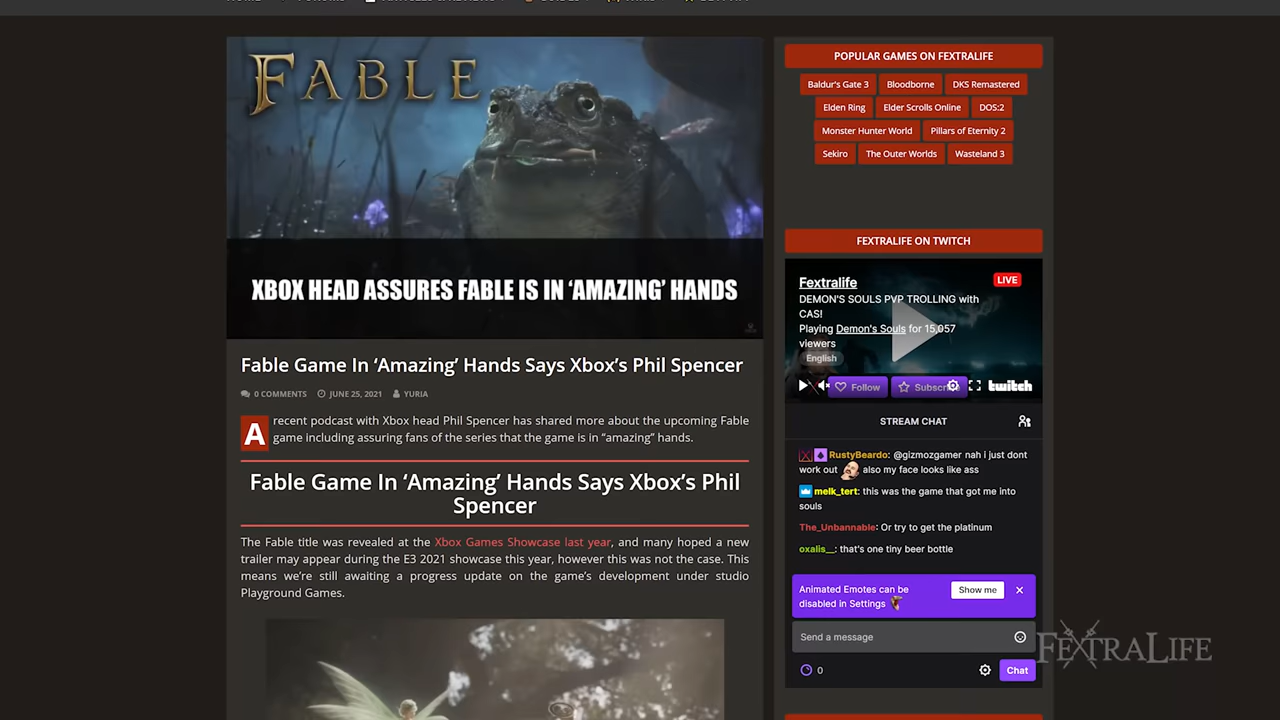 FABLE
XBOX HEAD ASSURES FABLE IS IN ‘AMAZING’ HANDS
Fable Game In ‘Amazing’ Hands Says Xbox’s Phil Spencer
0 COMMENTS JUNE 25, 2021 YURIA
A recent podcast with Xbox head Phil Spencer has shared more about the upcoming Fable
game including assuring fans of the series that the game is in “amazing” hands.
Fable Game In ‘Amazing’ Hands Says Xbox’s Phil
Spencer
The Fable title was revealed at the Xbox Games Showcase last year, and many hoped a new
trailer may appear during the E3 2021 showcase this year, however this was not the case. This
means we’re still awaiting a progress update on the game’s development under studio
Playground Games.
POPULAR GAMES ON FEXTRALIFE
Baldur's Gate 3 Bloodborne DKS Remastered
Elden Ring Elder Scrolls Online DOS:2
Monster Hunter World Pillars of Eternity 2
Sekiro The Outer Worlds Wasteland 3
FEXTRALIFE ON TWITCH
Fextralife LIVE
DEMON'S SOULS PVP TROLLING with
CAS!
Playing Demon's Souls for 15,057
viewers
English
Follow Subscribe twitch
STREAM CHAT
RustyBeardo: @gizmozgamer nah i just dont
work out also my face looks like ass
melk_tert: this was the game that got me into
souls
The_Unbannable: Or try to get the platinum
oxalis__: that's one tiny beer bottle
Animated Emotes can be
disabled in Settings
Show me
Send a message
0 Chat
FEXTRALIFE